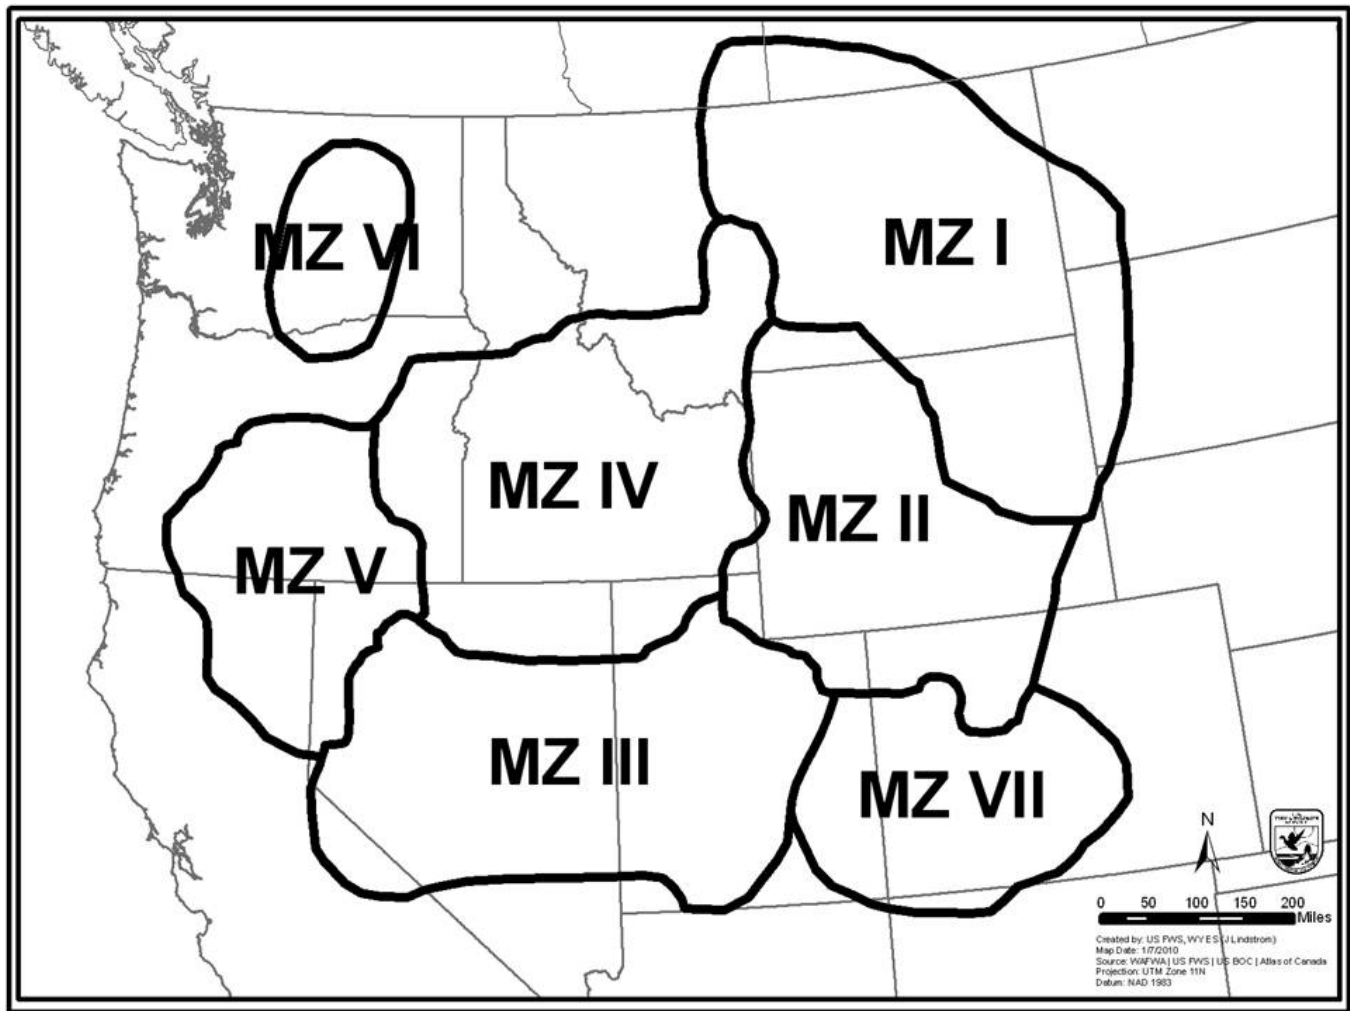 MZ I
MZ VI
MZ IV
MZ II
MZ V
MZ III
MZ VII
N
0 50 100 150 200
Miles
Created by: US FWS, WY ES (J Lindstrom)
Map Date: 1/7/2010
Source: WAFWA | US FWS | US BOC | Atlas of Canada
Projection: UTM Zone 11N
Datum: NAD 1983